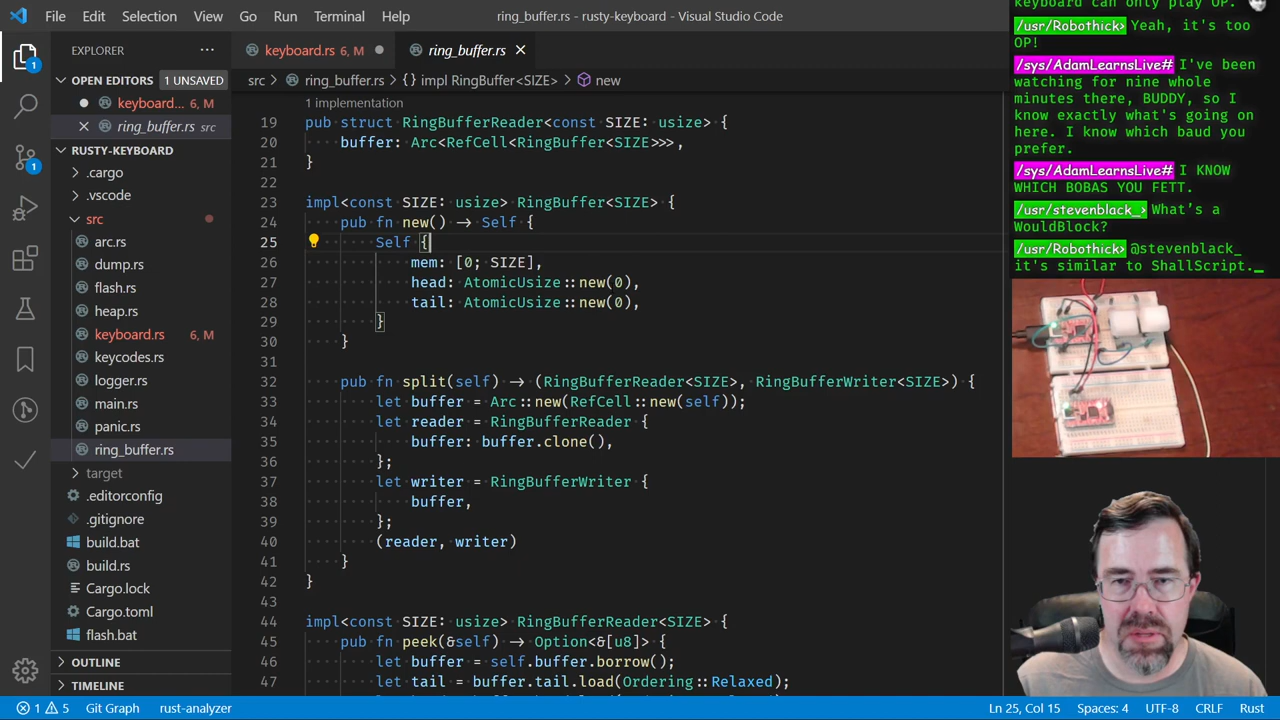 File Edit Selection View Go Run Terminal Help
ring_buffer.rs - rusty-keyboard - Visual Studio Code
EXPLORER
OPEN EDITORS 1 UNSAVED
keyboard... 6, M
ring_buffer.rs src
RUSTY-KEYBOARD
.cargo
.vscode
src
arc.rs
dump.rs
flash.rs
heap.rs
keyboard.rs 6, M
keycodes.rs
logger.rs
main.rs
panic.rs
ring_buffer.rs
target
.editorconfig
.gitignore
build.bat
build.rs
Cargo.lock
Cargo.toml
flash.bat
OUTLINE
TIMELINE
1
1
keyboard.rs 6, M
ring_buffer.rs
src > ring_buffer.rs > {} impl RingBuffer<SIZE> > new
1 implementation
19 pub struct RingBufferReader<const SIZE: usize> {
20 buffer: Arc<RefCell<RingBuffer<SIZE>>>,
21 }
22
23 impl<const SIZE: usize> RingBuffer<SIZE> {
24 pub fn new() -> Self {
25 Self {
26 mem: [0; SIZE],
27 head: AtomicUsize::new(0),
28 tail: AtomicUsize::new(0),
29 }
30 }
31
32 pub fn split(self) -> (RingBufferReader<SIZE>, RingBufferWriter<SIZE>) {
33 let buffer = Arc::new(RefCell::new(self));
34 let reader = RingBufferReader {
35 buffer: buffer.clone(),
36 };
37 let writer = RingBufferWriter {
38 buffer,
39 };
40 (reader, writer)
41 }
42 }
43
44 impl<const SIZE: usize> RingBufferReader<SIZE> {
45 pub fn peek(&self) -> Option<&[u8]> {
46 let buffer = self.buffer.borrow();
47 let tail = buffer.tail.load(Ordering::Relaxed);
keyboard can only play OP.
/usr/Robothick> Yeah, it's too
OP!
/sys/AdamLearnsLive# I've been
watching for nine whole
minutes there, BUDDY, so I
know exactly what's going on
here. I know which baud you
prefer.
/sys/AdamLearnsLive# I KNOW
WHICH BOBAS YOU FETT.
/usr/stevenblack_> What's a
WouldBlock?
/usr/Robothick> @stevenblack_
it's similar to ShallScript._
1 5 Git Graph rust-analyzer
Ln 25, Col 15 Spaces: 4 UTF-8 CRLF Rust